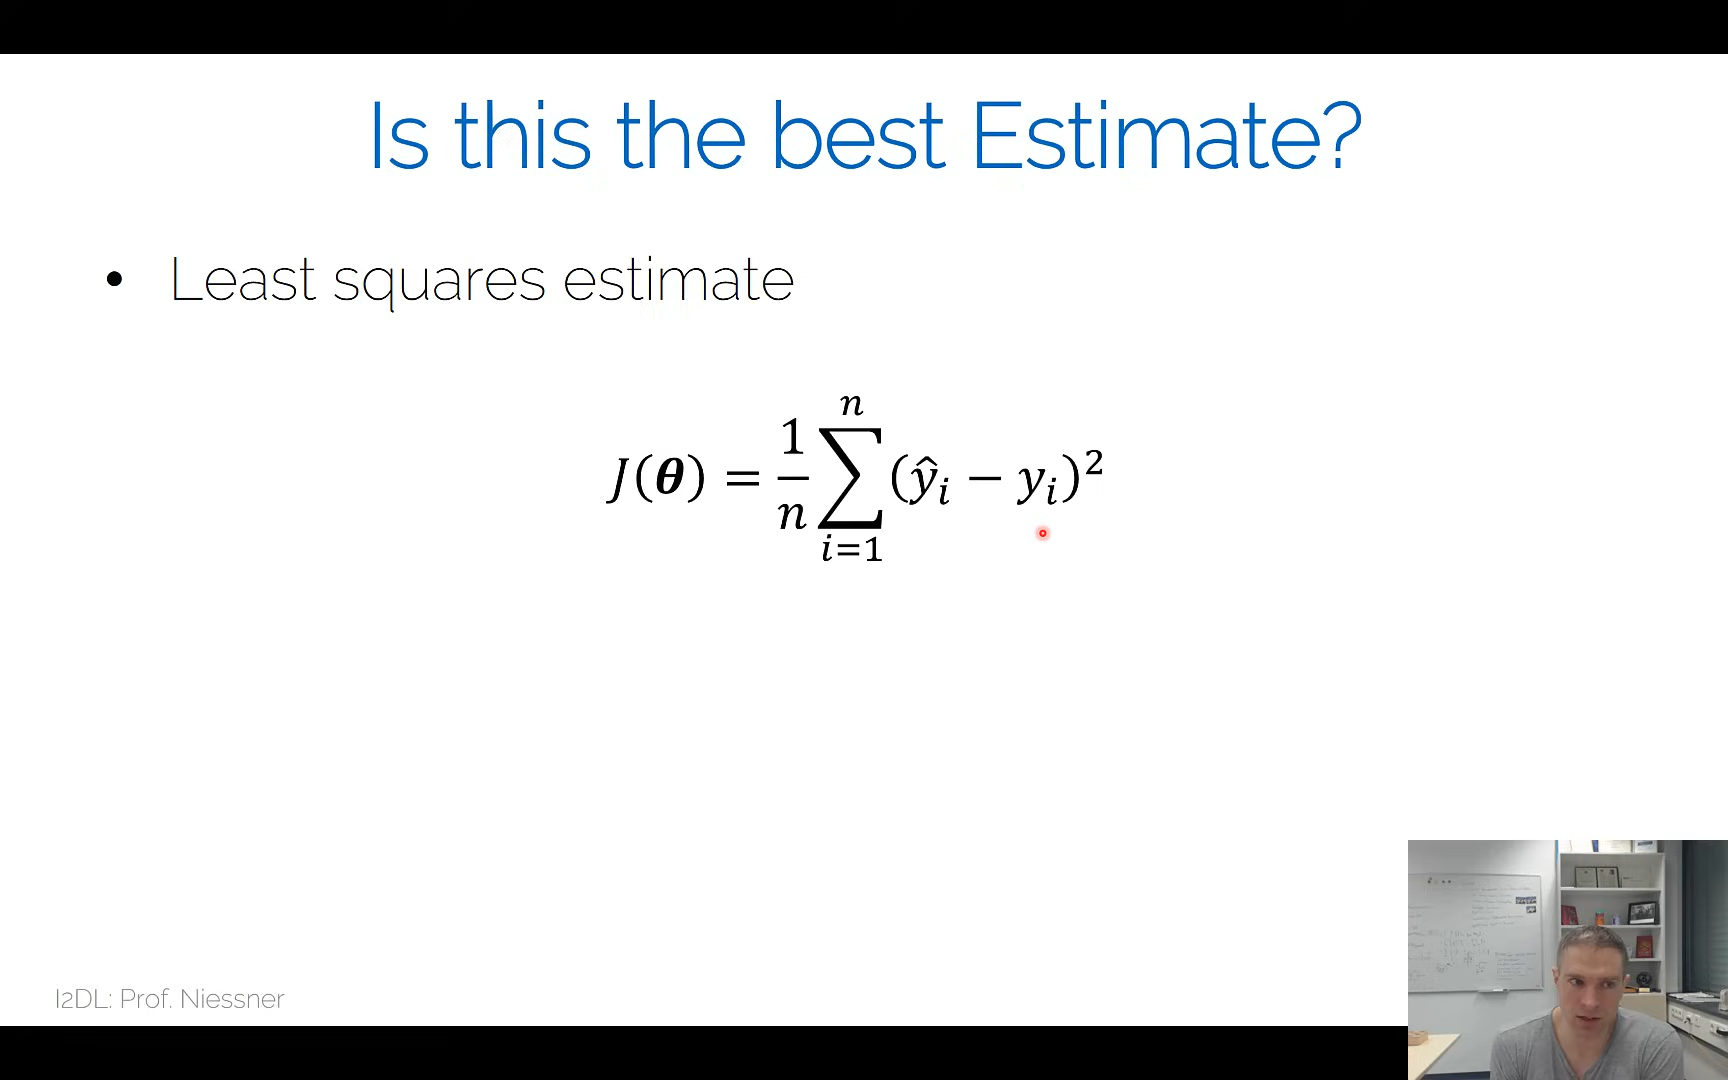 Is this the best Estimate?
• Least squares estimate
J(θ) = 1/n ∑_{i=1}^{n} (ŷ_i − y_i)²
I2DL: Prof. Niessner